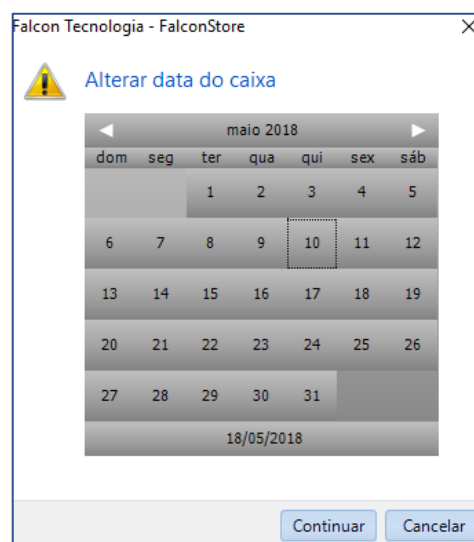 Falcon Tecnologia - FalconStore
Alterar data do caixa
maio 2018
dom seg ter qua qui sex sáb
1 2 3 4 5
6 7 8 9 10 11 12
13 14 15 16 17 18 19
20 21 22 23 24 25 26
27 28 29 30 31
18/05/2018
Continuar Cancelar